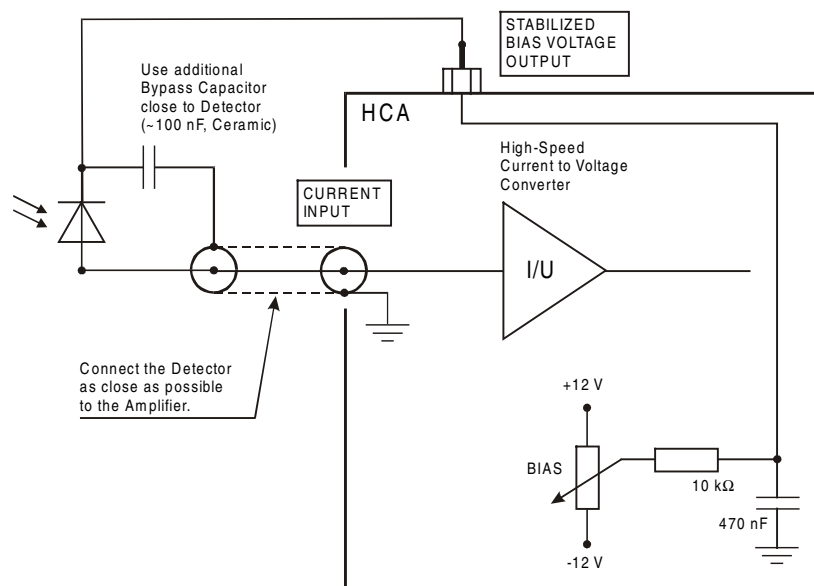 STABILIZED
BIAS VOLTAGE
OUTPUT
Use additional
Bypass Capacitor
close to Detector
(~100 nF, Ceramic)
HCA
High-Speed
Current to Voltage
Converter
CURRENT
INPUT
I/U
Connect the Detector
as close as possible
to the Amplifier.
+12 V
BIAS
10 kΩ
470 nF
-12 V